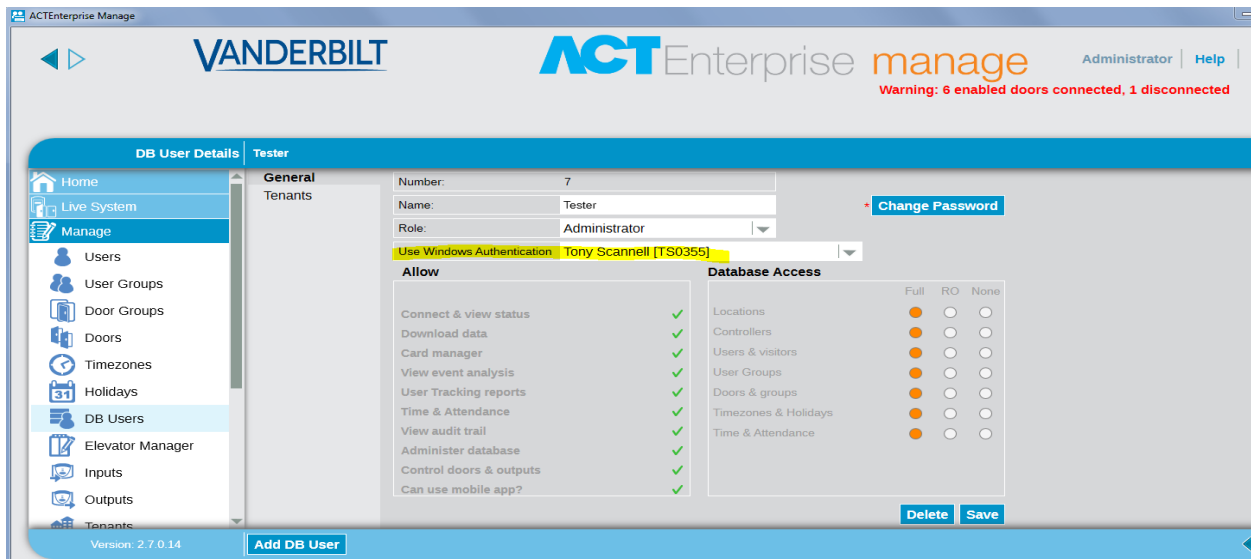 ACTEnterprise Manage
VANDERBILT
ACTEnterprise manage
Administrator | Help |
Warning: 6 enabled doors connected, 1 disconnected
DB User Details | Tester
Home
Live System
Manage
Users
User Groups
Door Groups
Doors
Timezones
31 Holidays
DB Users
Elevator Manager
Inputs
Outputs
Tenants
Version: 2.7.0.14
General
Tenants
Number: 7
Name: Tester
* Change Password
Role: Administrator
Use Windows Authentication Tony Scannell [TS0355]
Allow
Connect & view status
Download data
Card manager
View event analysis
User Tracking reports
Time & Attendance
View audit trail
Administer database
Control doors & outputs
Can use mobile app?
Database Access
Full RO None
Locations
Controllers
Users & visitors
User Groups
Doors & groups
Timezones & Holidays
Time & Attendance
Delete Save
Add DB User